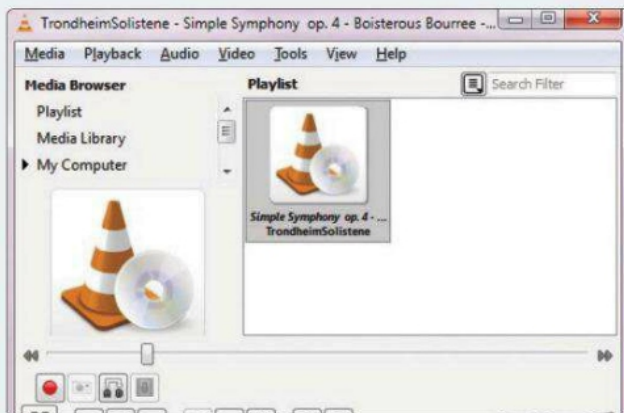 TrondheimSolistene - Simple Symphony op. 4 - Boisterous Bourree -...
Media Playback Audio Video Tools View Help
Media Browser
Playlist
Media Library
My Computer
Playlist
Search Filter
Simple Symphony op. 4 - ...
TrondheimSolistene